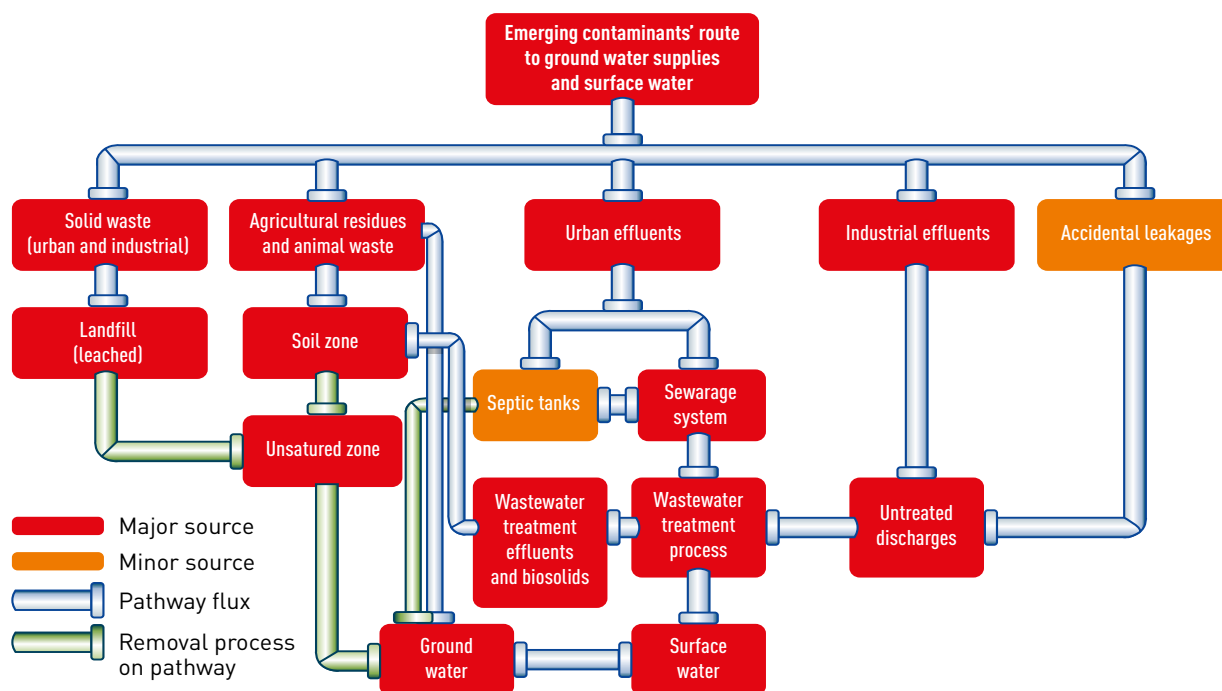 Emerging contaminants’ route
to ground water supplies
and surface water
Solid waste
(urban and industrial)
Agricultural residues
and animal waste
Urban effluents
Industrial effluents
Accidental leakages
Landfill
(leached)
Soil zone
Septic tanks
Sewarage
system
Unsatured zone
Wastewater
treatment
effluents
and biosolids
Wastewater
treatment
process
Untreated
discharges
Major source
Minor source
Pathway flux
Removal process
on pathway
Ground
water
Surface
water